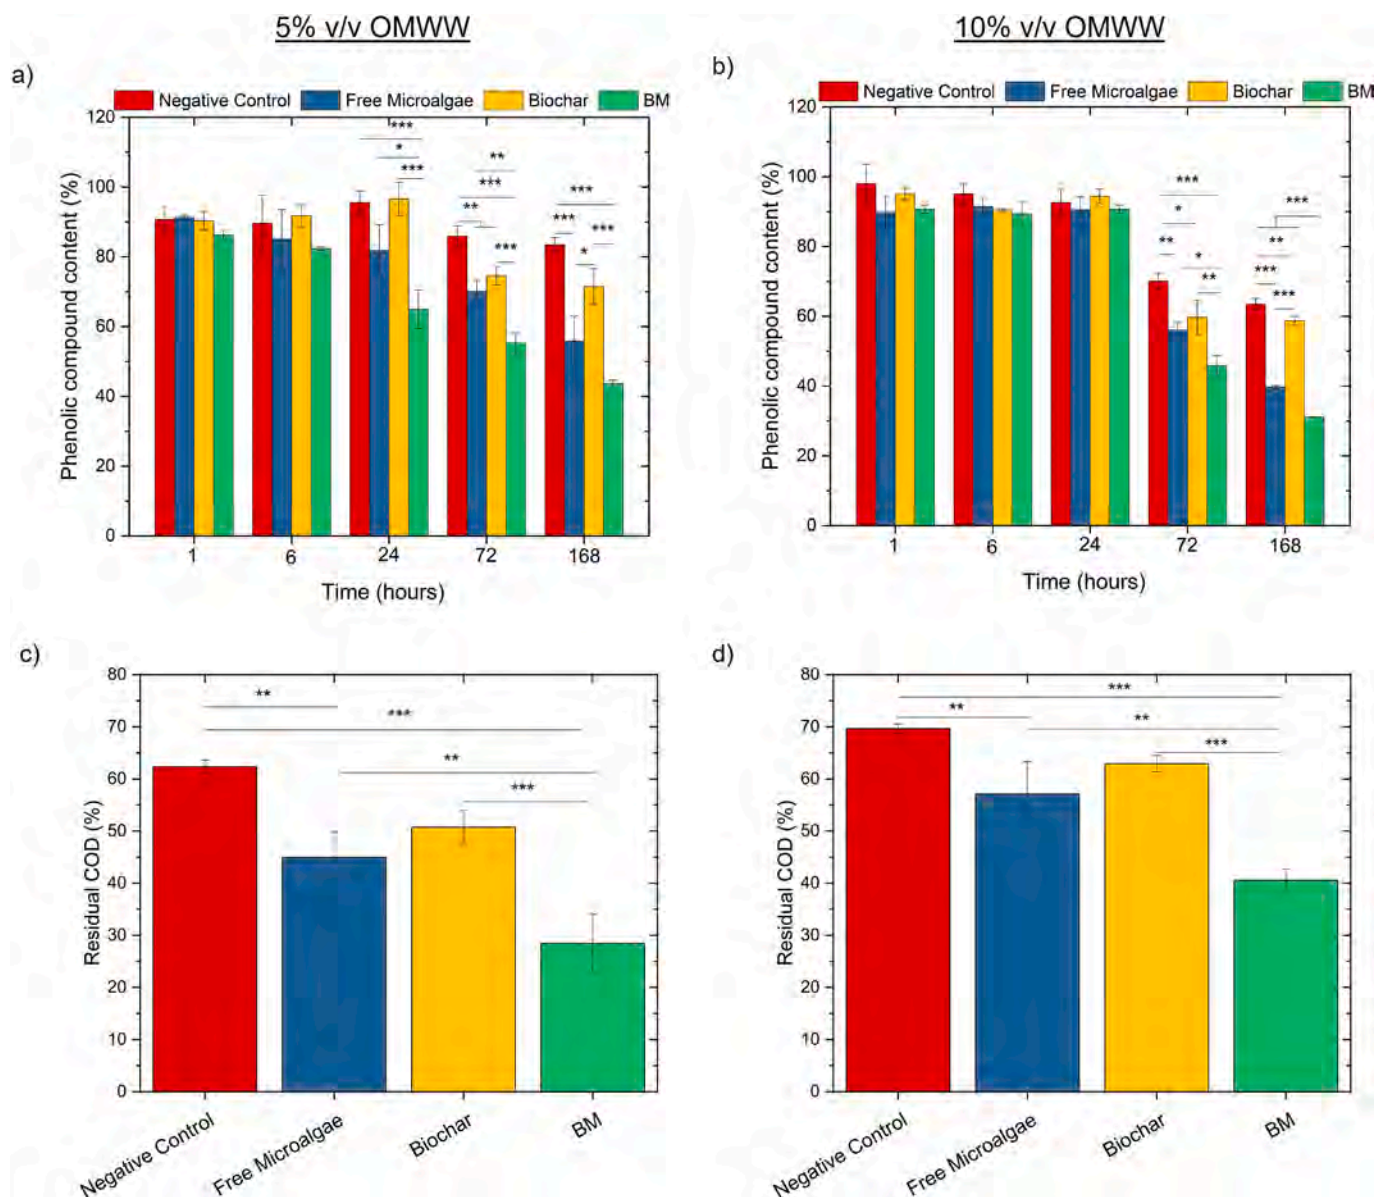 5% v/v OMWW
10% v/v OMWW
a)
Negative Control Free Microalgae Biochar BM
Phenolic compound content (%)
120
100
80
60
40
20
0
*** * *** ** *** ** *** *** *** *** *
1 6 24 72 168
Time (hours)
b)
Negative Control Free Microalgae Biochar BM
Phenolic compound content (%)
120
100
80
60
40
20
0
*** * ** * ** *** ** *** ***
1 6 24 72 168
Time (hours)
c)
Residual COD (%)
80
70
60
50
40
30
20
10
0
**
***
**
***
Negative Control Free Microalgae Biochar BM
d)
Residual COD (%)
80
70
60
50
40
30
20
10
0
***
** **
***
Negative Control Free Microalgae Biochar BM